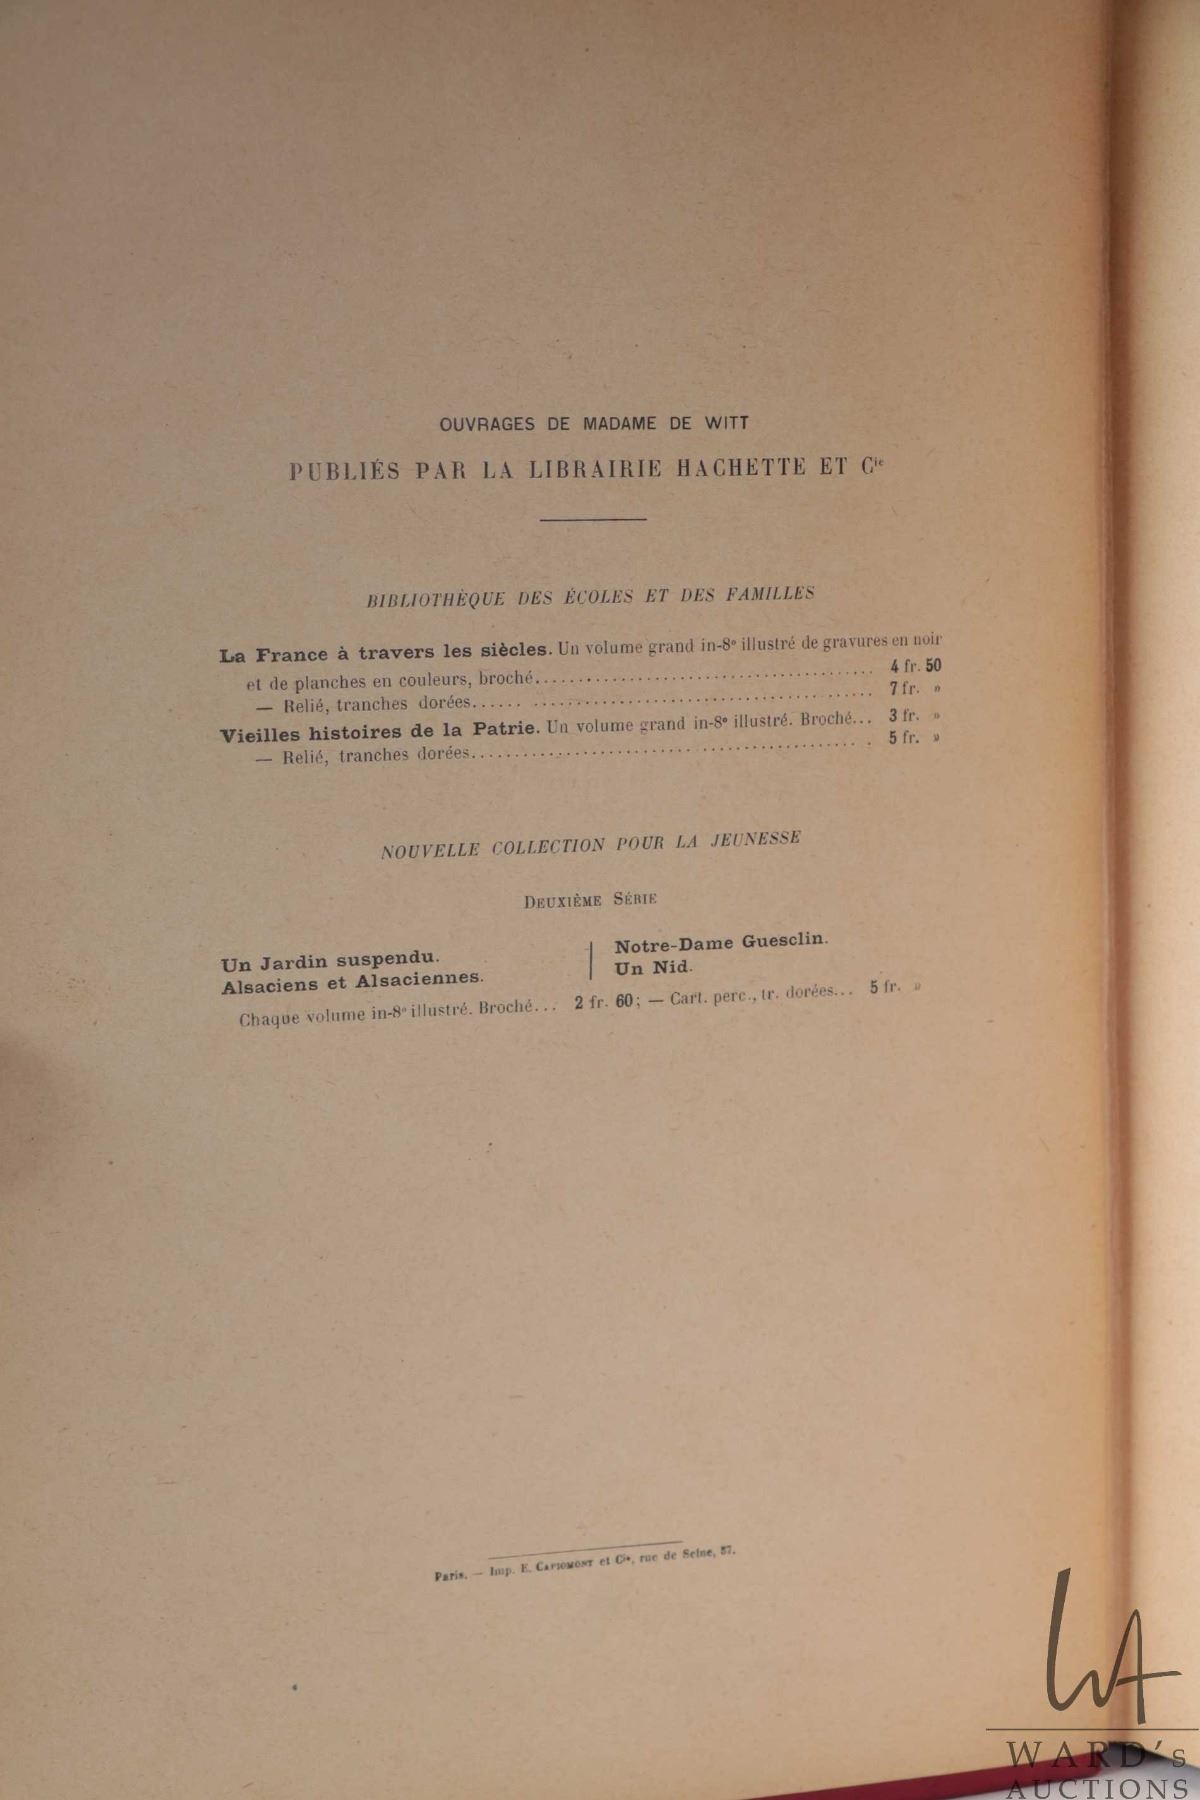 OUVRAGES DE MADAME DE WITT
PUBLIÉS PAR LA LIBRAIRIE HACHETTE ET Cie
BIBLIOTHÈQUE DES ÉCOLES ET DES FAMILLES
La France à travers les siècles. Un volume grand in-8° illustré de gravures en noir
et de planches en couleurs, broché........................................ 4 fr. 50
— Relié, tranches dorées........................................ 7 fr. »
Vieilles histoires de la Patrie. Un volume grand in-8° illustré. Broché... 3 fr. »
— Relié, tranches dorées........................................ 5 fr. »
NOUVELLE COLLECTION POUR LA JEUNESSE
DEUXIÈME SÉRIE
Un Jardin suspendu.
Alsaciens et Alsaciennes.
Notre-Dame Guesclin.
Un Nid.
Chaque volume in-8° illustré. Broché... 2 fr. 60; — Cart. perc., tr. dorées... 5 fr. »
Paris. — Imp. E. CAPIOMONT et Cie, rue de Seine, 57.
WA
WARD's
AUCTIONS